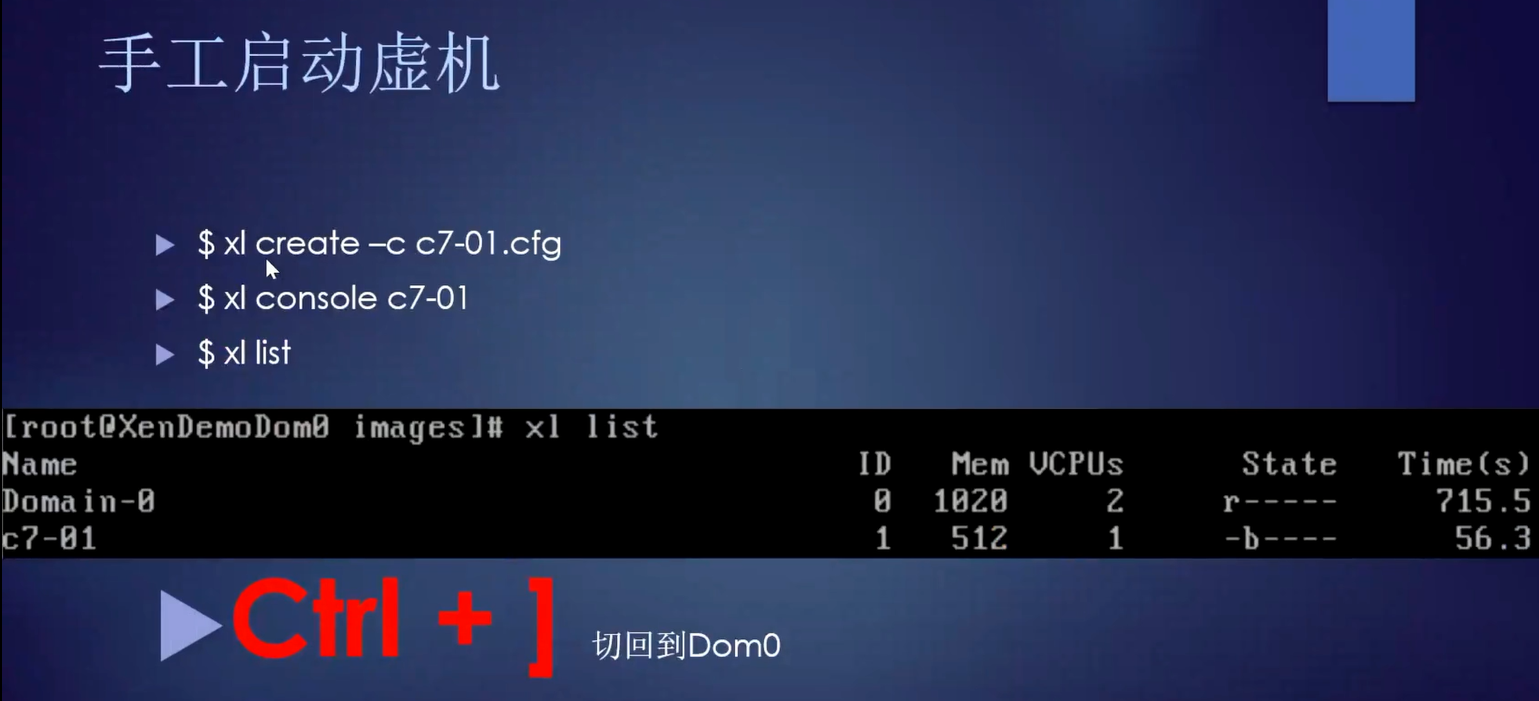 手工启动虚机
$ xl create –c c7-01.cfg
$ xl console c7-01
$ xl list
[root@XenDemoDom0 images]# xl list
Name ID Mem VCPUs State Time(s)
Domain-0 0 1020 2 r----- 715.5
c7-01 1 512 1 -b---- 56.3
Ctrl + ] 切回到Dom0